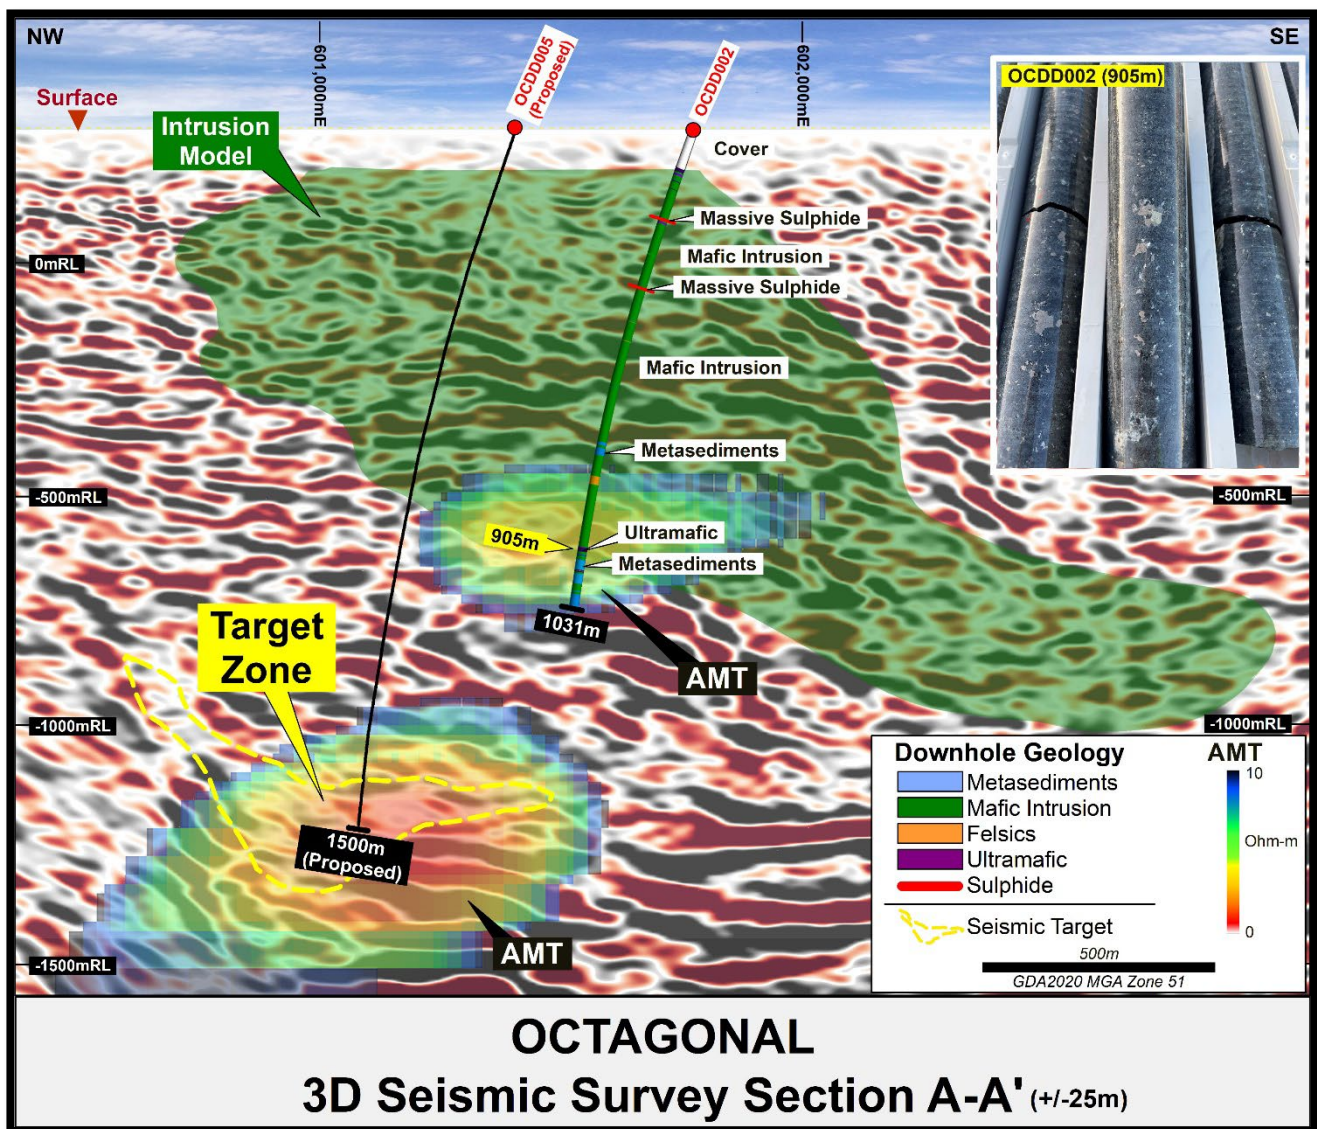 NW
SE
601,000mE
602,000mE
OCDD005
(Proposed)
OCDD002
OCDD002 (905m)
Surface
Intrusion
Model
Cover
Massive Sulphide
Mafic Intrusion
Massive Sulphide
0mRL
Mafic Intrusion
Metasediments
-500mRL
-500mRL
905m
Ultramafic
Metasediments
1031m
Target
Zone
AMT
-1000mRL
-1000mRL
1500m
(Proposed)
AMT
-1500mRL
Downhole Geology
Metasediments
Mafic Intrusion
Felsics
Ultramafic
Sulphide
Seismic Target
AMT
10
Ohm-m
0
500m
GDA2020 MGA Zone 51
OCTAGONAL
3D Seismic Survey Section A-A' (+/-25m)